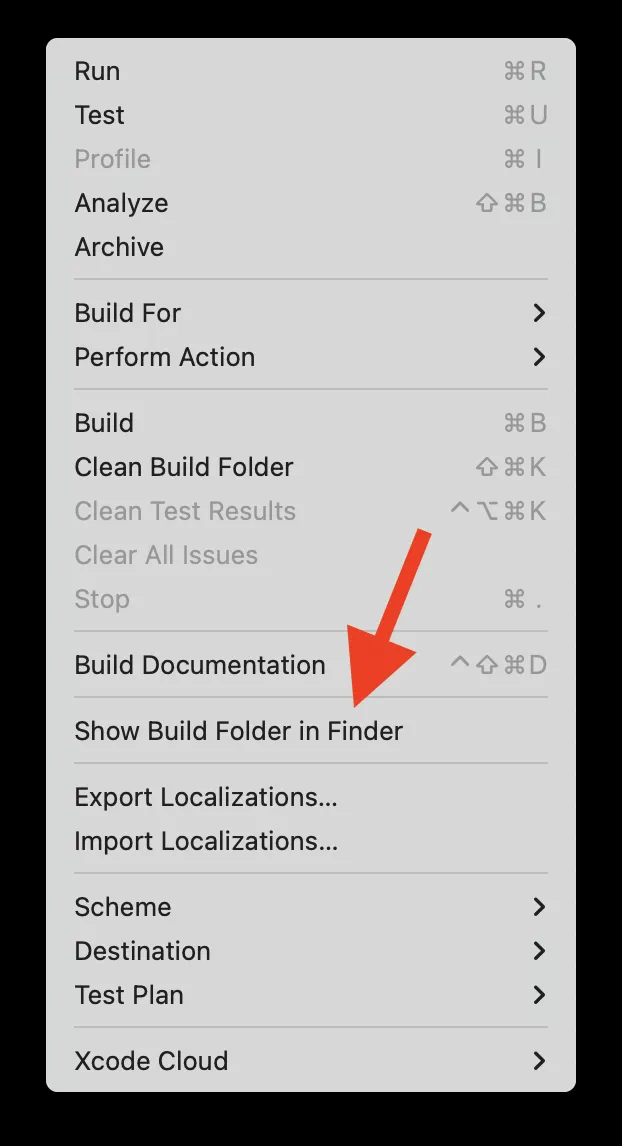 Run ⌘R
Test ⌘U
Profile ⌘I
Analyze ⇧⌘B
Archive
Build For
Perform Action
Build ⌘B
Clean Build Folder ⇧⌘K
Clean Test Results ^⌥⌘K
Clear All Issues
Stop ⌘.
Build Documentation ^⇧⌘D
Show Build Folder in Finder
Export Localizations...
Import Localizations...
Scheme
Destination
Test Plan
Xcode Cloud